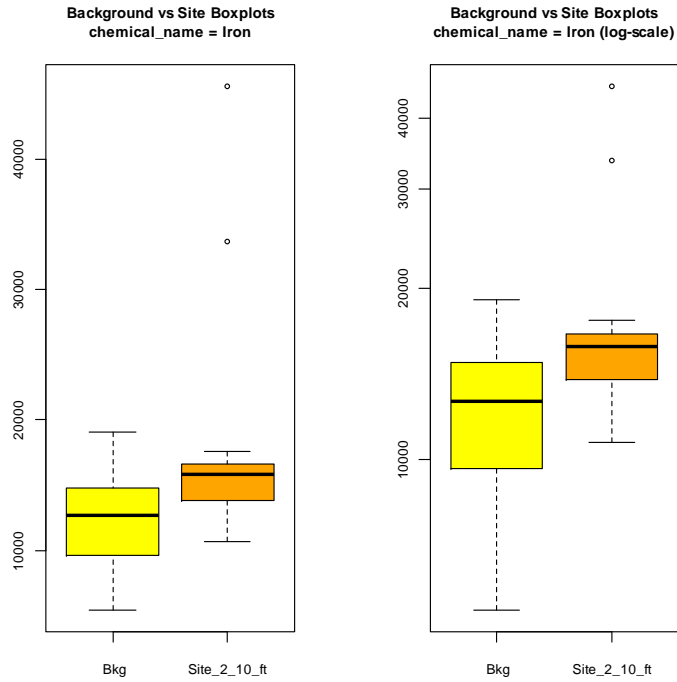 Background vs Site Boxplots
chemical_name = Iron
40000
30000
20000
10000
Bkg
Site_2_10_ft
Background vs Site Boxplots
chemical_name = Iron (log-scale)
40000
30000
20000
10000
Bkg
Site_2_10_ft